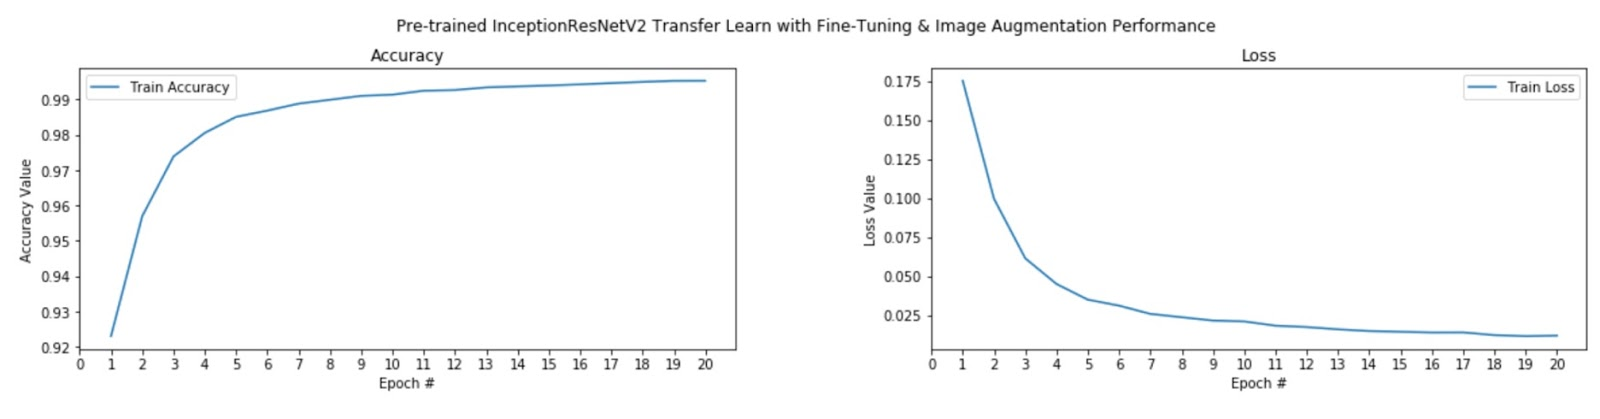 Pre-trained InceptionResNetV2 Transfer Learn with Fine-Tuning & Image Augmentation Performance
Accuracy
Train Accuracy
0.99
0.98
0.97
0.96
0.95
0.94
0.93
0.92
Accuracy Value
0 1 2 3 4 5 6 7 8 9 10 11 12 13 14 15 16 17 18 19 20
Epoch #
Loss
Train Loss
0.175
0.150
0.125
0.100
0.075
0.050
0.025
Loss Value
0 1 2 3 4 5 6 7 8 9 10 11 12 13 14 15 16 17 18 19 20
Epoch #